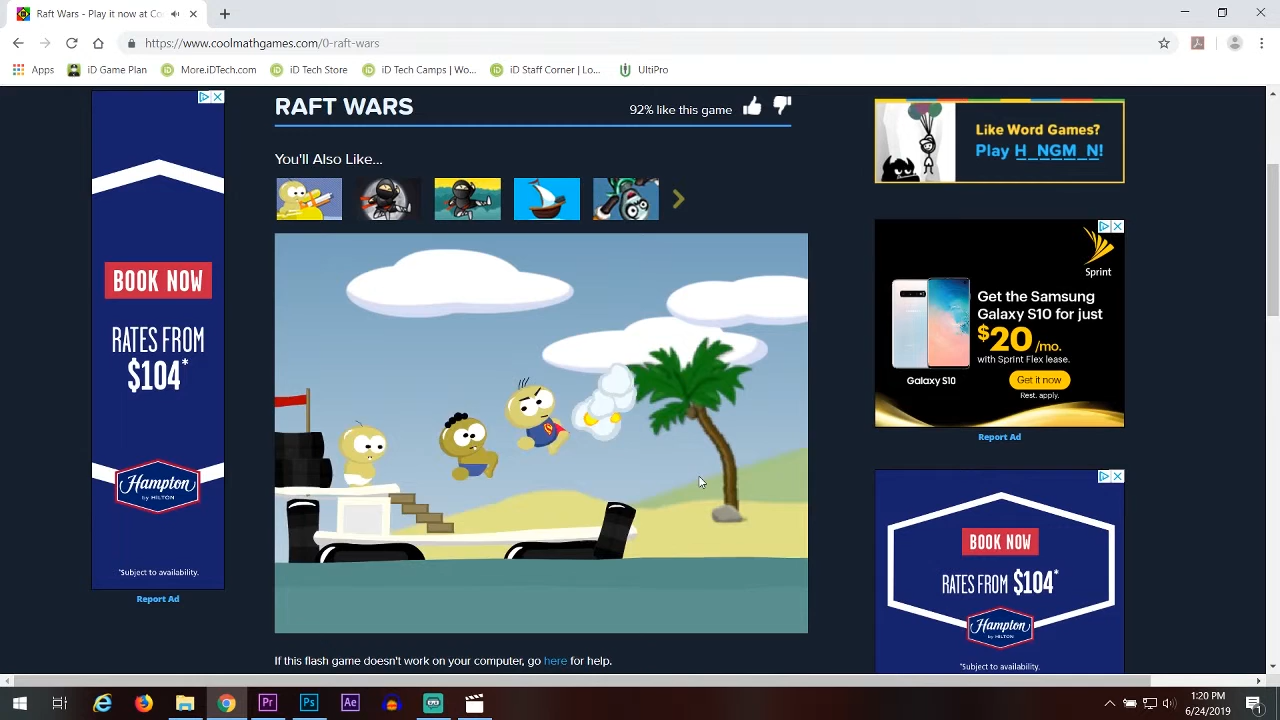 Raft Wars - Play it now at Co
https://www.coolmathgames.com/0-raft-wars
Apps
iD Game Plan
More.iDTech.com
iD Tech Store
iD Tech Camps | Wo...
iD Staff Corner | Lo...
UltiPro
RAFT WARS
92% like this game
You'll Also Like...
BOOK NOW
RATES FROM
$104*
Hampton
by HILTON
*Subject to availability.
Report Ad
If this flash game doesn't work on your computer, go here for help.
Like Word Games?
Play H_NGM_N!
Sprint
Get the Samsung
Galaxy S10 for just
$20/mo.
with Sprint Flex lease.
Galaxy S10
Get it now
Rest. apply.
Report Ad
BOOK NOW
RATES FROM $104*
Hampton
by HILTON
*Subject to availability.
Pr
Ps
Ae
1:20 PM
6/24/2019